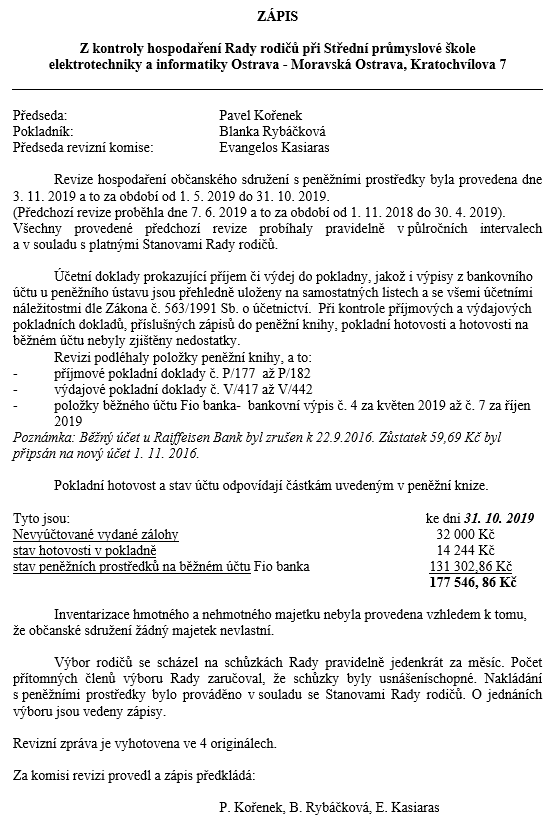 ZÁPIS
Z kontroly hospodaření Rady rodičů při Střední průmyslové škole
elektrotechniky a informatiky Ostrava - Moravská Ostrava, Kratochvílova 7
Předseda: Pavel Kořenek
Pokladník: Blanka Rybáčková
Předseda revizní komise: Evangelos Kasiaras
Revize hospodaření občanského sdružení s peněžními prostředky byla provedena dne
3. 11. 2019 a to za období od 1. 5. 2019 do 31. 10. 2019.
(Předchozí revize proběhla dne 7. 6. 2019 a to za období od 1. 11. 2018 do 30. 4. 2019).
Všechny provedené předchozí revize probíhaly pravidelně v půlročních intervalech
a v souladu s platnými Stanovami Rady rodičů.
Účetní doklady prokazující příjem či výdej do pokladny, jakož i výpisy z bankovního
účtu u peněžního ústavu jsou přehledně uloženy na samostatných listech a se všemi účetními
náležitostmi dle Zákona č. 563/1991 Sb. o účetnictví. Při kontrole příjmových a výdajových
pokladních dokladů, příslušných zápisů do peněžní knihy, pokladní hotovosti a hotovosti na
běžném účtu nebyly zjištěny nedostatky.
Revizi podléhaly položky peněžní knihy, a to:
- příjmové pokladní doklady č. P/177 až P/182
- výdajové pokladní doklady č. V/417 až V/442
- položky běžného účtu Fio banka- bankovní výpis č. 4 za květen 2019 až č. 7 za říjen
2019
Poznámka: Běžný účet u Raiffeisen Bank byl zrušen k 22.9.2016. Zůstatek 59,69 Kč byl
připsán na nový účet 1. 11. 2016.
Pokladní hotovost a stav účtu odpovídají částkám uvedeným v peněžní knize.
Tyto jsou: ke dni 31. 10. 2019
Nevyúčtované vydané zálohy 32 000 Kč
stav hotovosti v pokladně 14 244 Kč
stav peněžních prostředků na běžném účtu Fio banka 131 302,86 Kč
177 546, 86 Kč
Inventarizace hmotného a nehmotného majetku nebyla provedena vzhledem k tomu,
že občanské sdružení žádný majetek nevlastní.
Výbor rodičů se scházel na schůzkách Rady pravidelně jedenkrát za měsíc. Počet
přítomných členů výboru Rady zaručoval, že schůzky byly usnášeníschopné. Nakládání
s peněžními prostředky bylo prováděno v souladu se Stanovami Rady rodičů. O jednáních
výboru jsou vedeny zápisy.
Revizní zpráva je vyhotovena ve 4 originálech.
Za komisi revizi provedl a zápis předkládá:
P. Kořenek, B. Rybáčková, E. Kasiaras